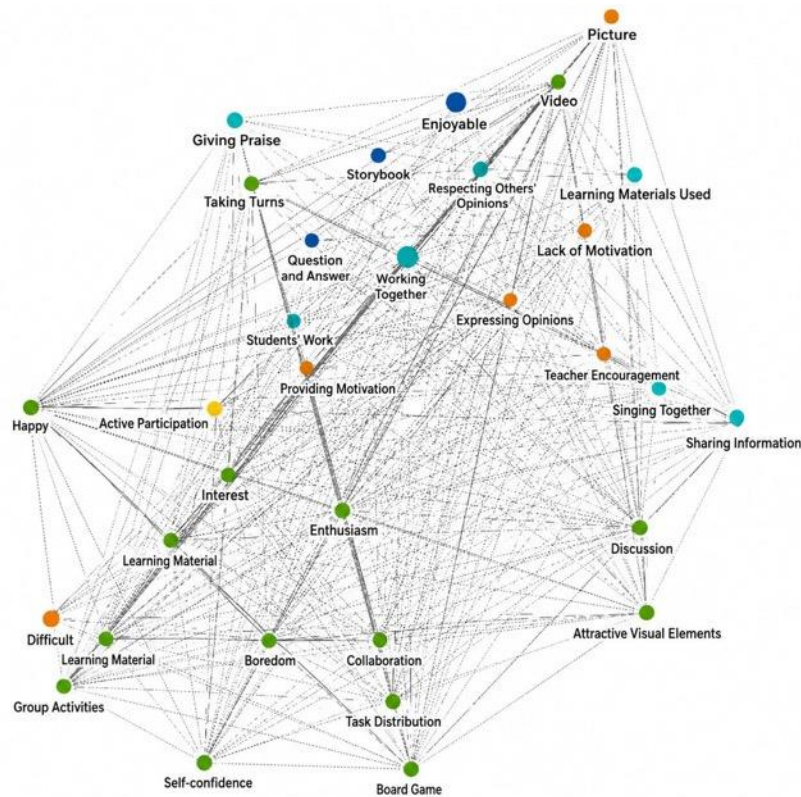 Picture
Video
Enjoyable
Giving Praise
Storybook
Respecting Others'
Opinions
Learning Materials Used
Taking Turns
Lack of Motivation
Question
and Answer
Working
Together
Expressing Opinions
Students' Work
Teacher Encouragement
Providing Motivation
Singing Together
Happy
Active Participation
Sharing Information
Interest
Enthusiasm
Discussion
Learning Material
Attractive Visual Elements
Difficult
Learning Material
Boredom
Collaboration
Group Activities
Task Distribution
Self-confidence
Board Game